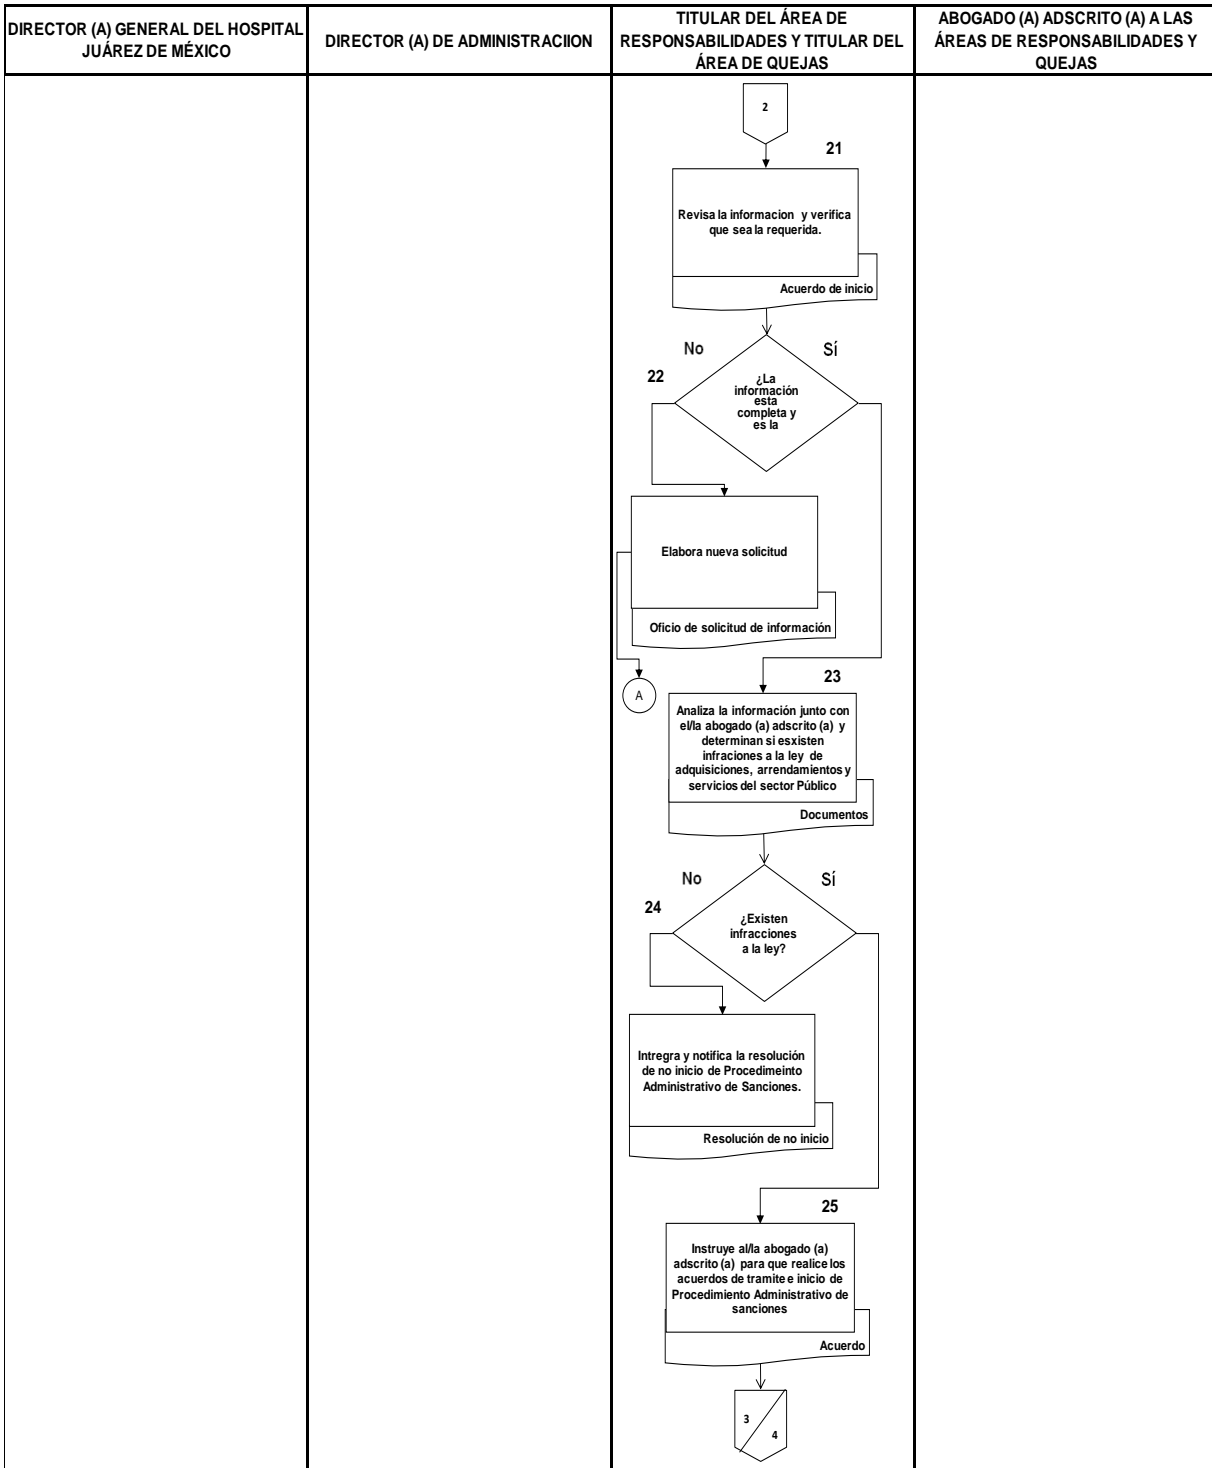 DIRECTOR (A) GENERAL DEL HOSPITAL
JUÁREZ DE MÉXICO
DIRECTOR (A) DE ADMINISTRACIION
TITULAR DEL ÁREA DE
RESPONSABILIDADES Y TITULAR DEL
ÁREA DE QUEJAS
ABOGADO (A) ADSCRITO (A) A LAS
ÁREAS DE RESPONSABILIDADES Y
QUEJAS
2
21
Revisa la informacion y verifica
que sea la requerida.
Acuerdo de inicio
No
Sí
22
¿La
información
esta
completa y
es la
Elabora nueva solicitud
Oficio de solicitud de información
A
23
Analiza la información junto con
el/la abogado (a) adscrito (a) y
determinan si esxisten
infraciones a la ley de
adquisiciones, arrendamientos y
servicios del sector Público
Documentos
No
Sí
24
¿Existen
infracciones
a la ley?
Intregra y notifica la resolución
de no inicio de Procedimeinto
Administrativo de Sanciones.
Resolución de no inicio
25
Instruye al/la abogado (a)
adscrito (a) para que realice los
acuerdos de tramite e inicio de
Procedimiento Administrativo de
sanciones
Acuerdo
3
4